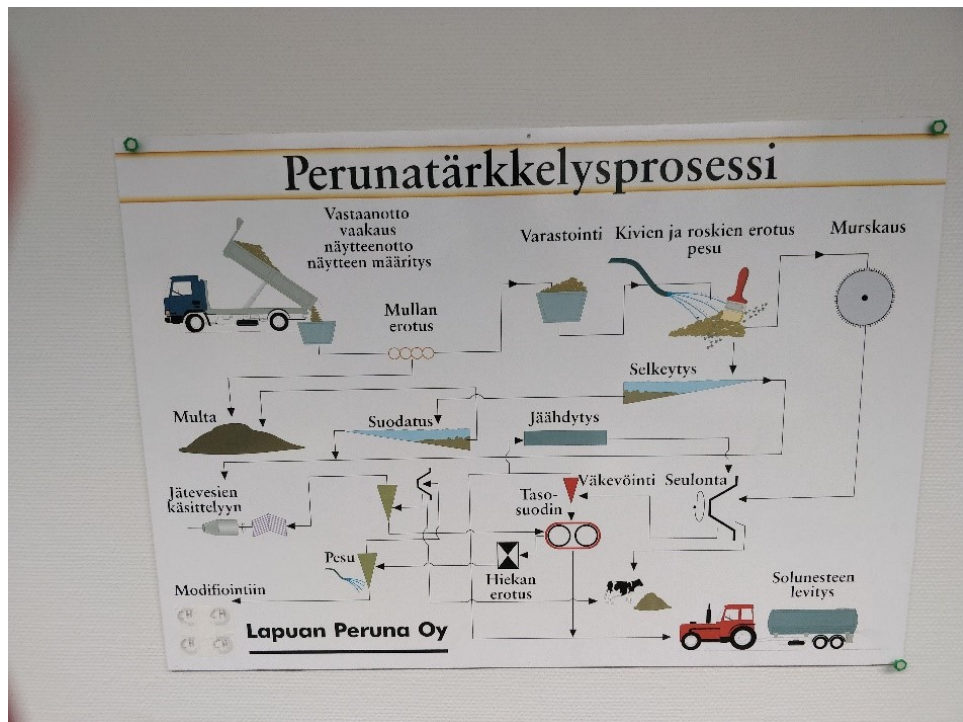 Perunatärkkelysprosessi
Vastaanotto
vaakaus
näytteenotto
näytteen määritys
Mullan
erotus
Varastointi
Kivien ja roskien erotus
pesu
Murskaus
Selkeytys
Multa
Suodatus
Jäähdytys
Jätevesien
käsittelyyn
Taso-
suodin
Väkevöinti
Seulonta
Pesu
Hiekan
erotus
Modifiointiin
Solunesteen
levitys
Lapuan Peruna Oy